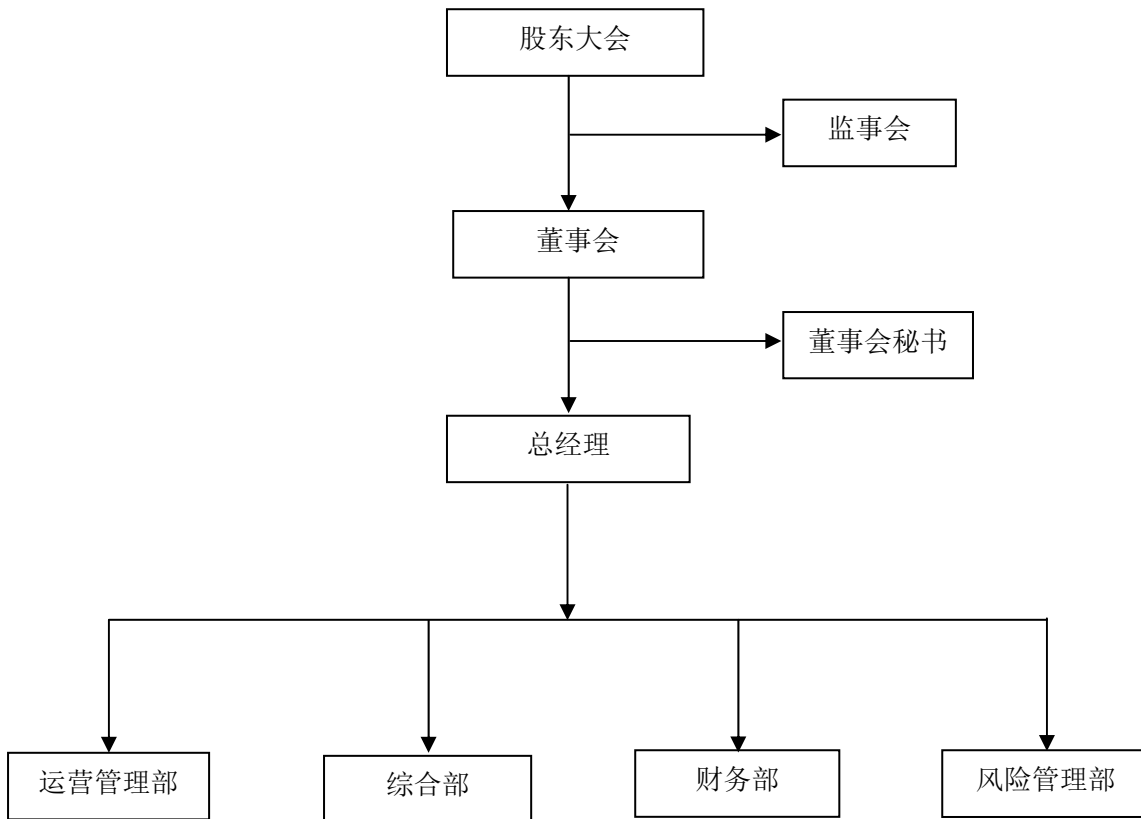 股东大会
监事会
董事会
董事会秘书
总经理
运营管理部
综合部
财务部
风险管理部